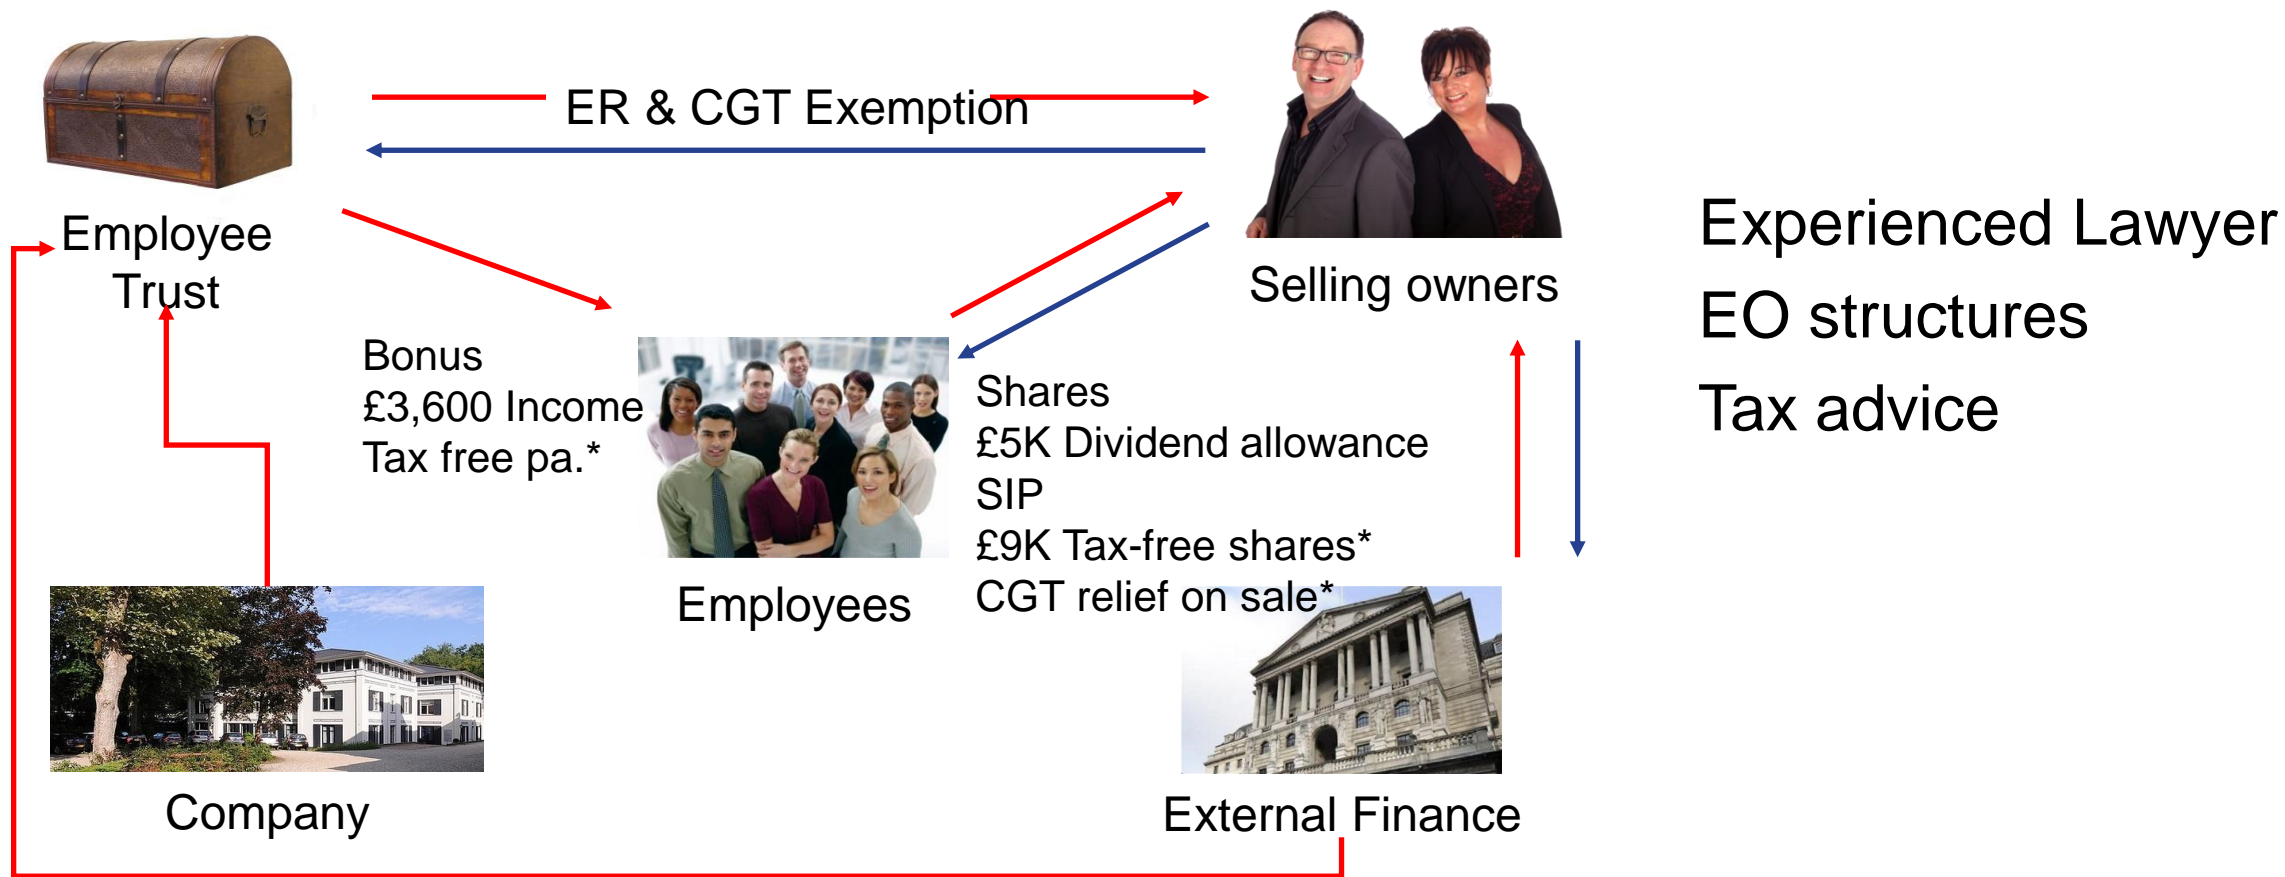 ER & CGT Exemption
Employee
Trust
Selling owners
Bonus
£3,600 Income
Tax free pa.*
Shares
£5K Dividend allowance
SIP
£9K Tax-free shares*
CGT relief on sale*
Employees
Company
External Finance
Experienced Lawyer
EO structures
Tax advice